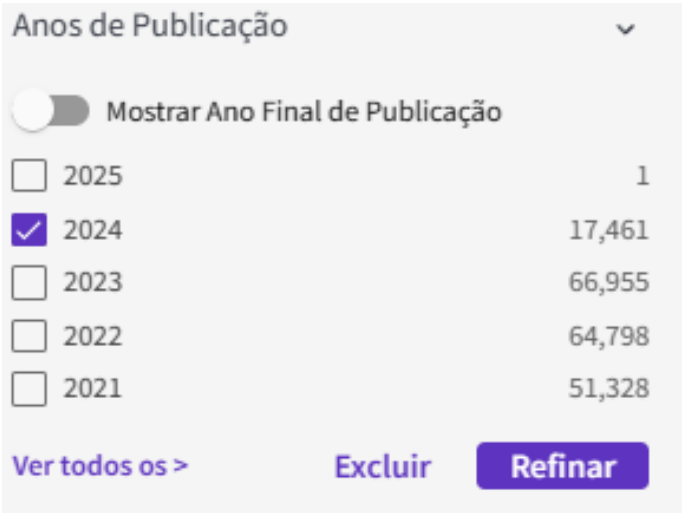 Anos de Publicação
Mostrar Ano Final de Publicação
2025 1
2024 17,461
2023 66,955
2022 64,798
2021 51,328
Ver todos os > Excluir Refinar